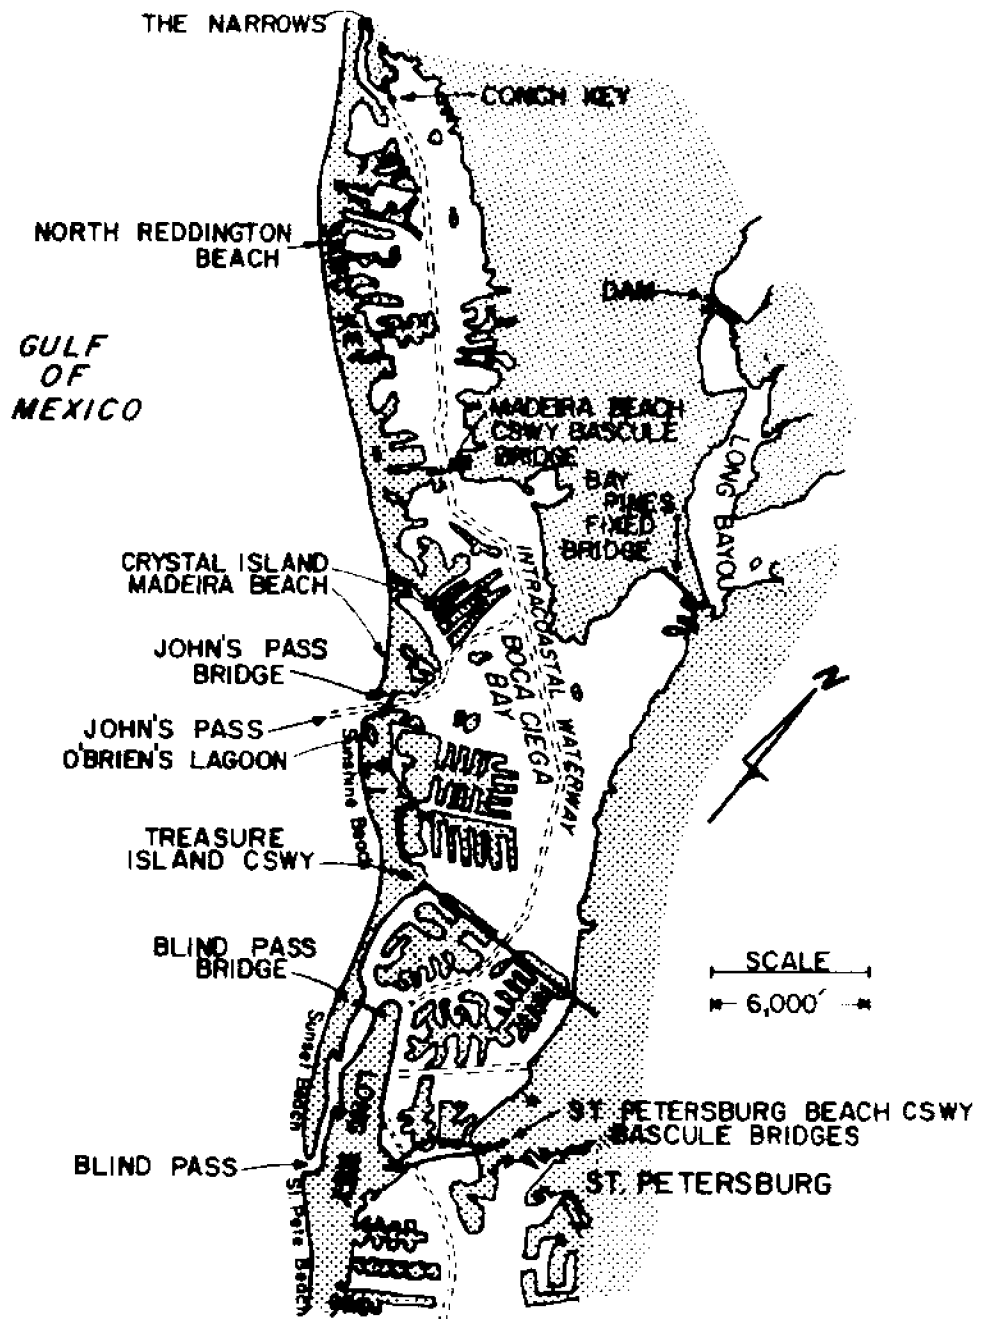 THE NARROWS
CONCH KEY
NORTH REDDINGTON
BEACH
DAM
GULF
OF
MEXICO
KEY
MADEIRA BEACH
CSWY BASCULE
BRIDGE
BAY
PINES
FIXED
BRIDGE
LONG BAYOU
CRYSTAL ISLAND
MADEIRA BEACH
INTRACOASTAL WATERWAY
BOCA CIEGA
BAY
JOHN'S PASS
BRIDGE
N
JOHN'S PASS
O'BRIEN'S LAGOON
Sunshine Beach
TREASURE
ISLAND CSWY
BLIND PASS
BRIDGE
SCALE
6,000'
Sunset Beach
LONG
KEY
ST. PETERSBURG BEACH CSWY
BASCULE BRIDGES
BLIND PASS
ST. PETERSBURG
St Pete Beach